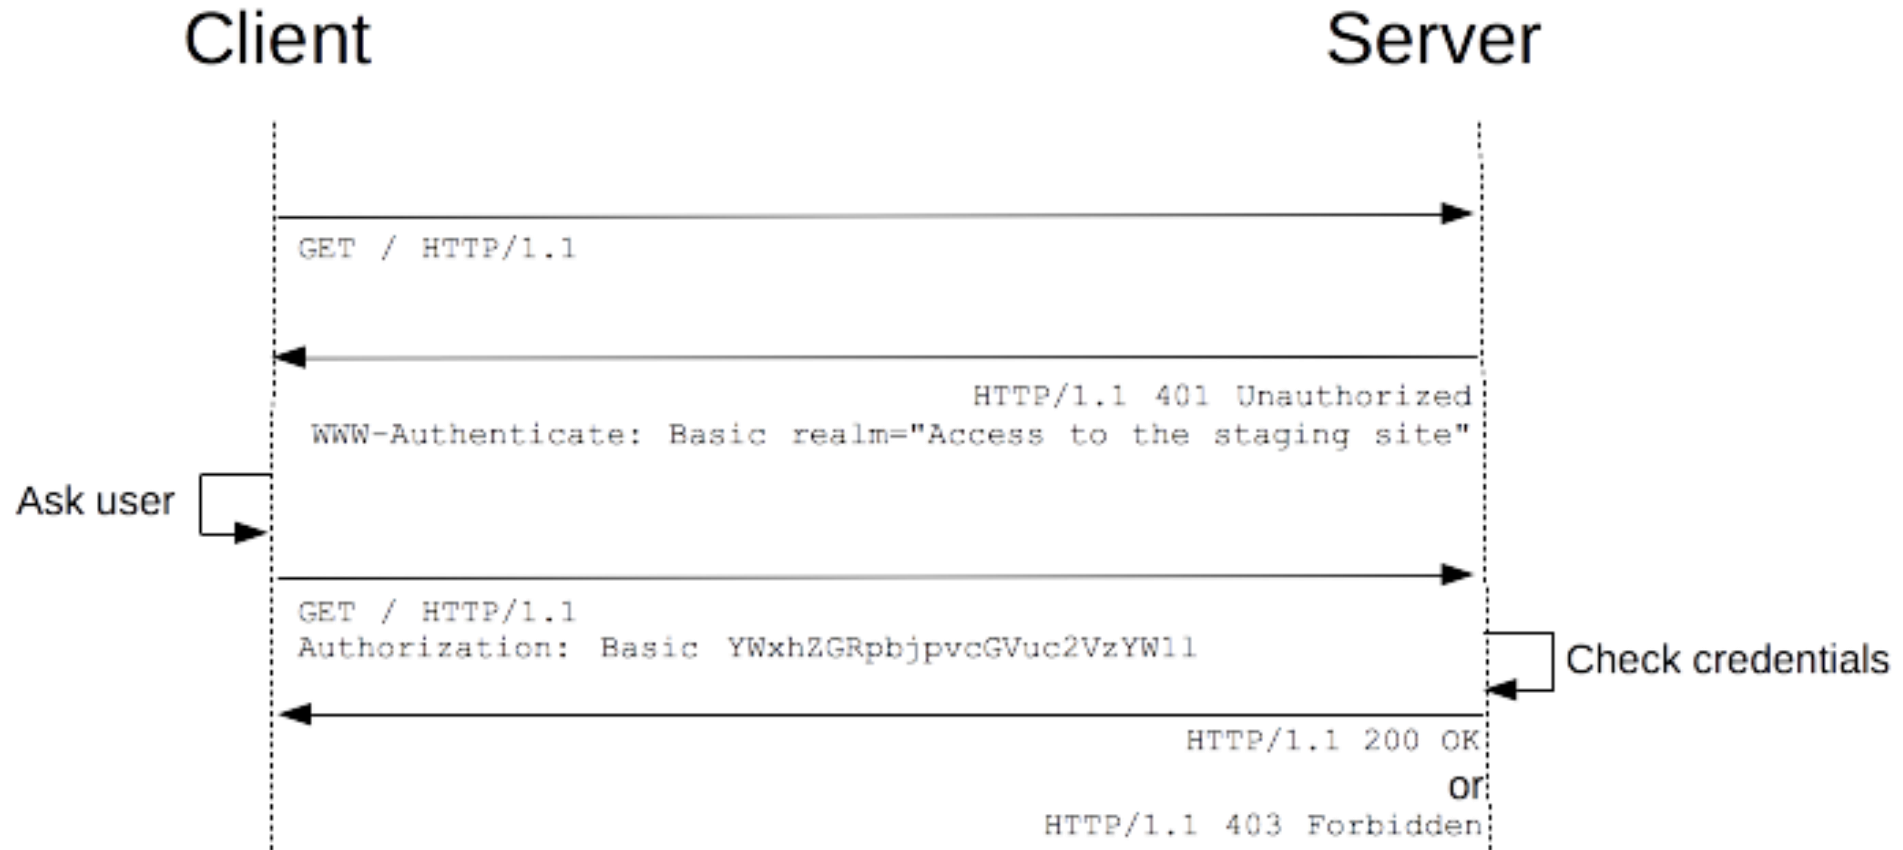 Client
Server
GET / HTTP/1.1
HTTP/1.1 401 Unauthorized
WWW-Authenticate: Basic realm="Access to the staging site"
Ask user
GET / HTTP/1.1
Authorization: Basic YWxhZGRpbjpvcGVuc2VzYW1l
Check credentials
HTTP/1.1 200 OK
or
HTTP/1.1 403 Forbidden